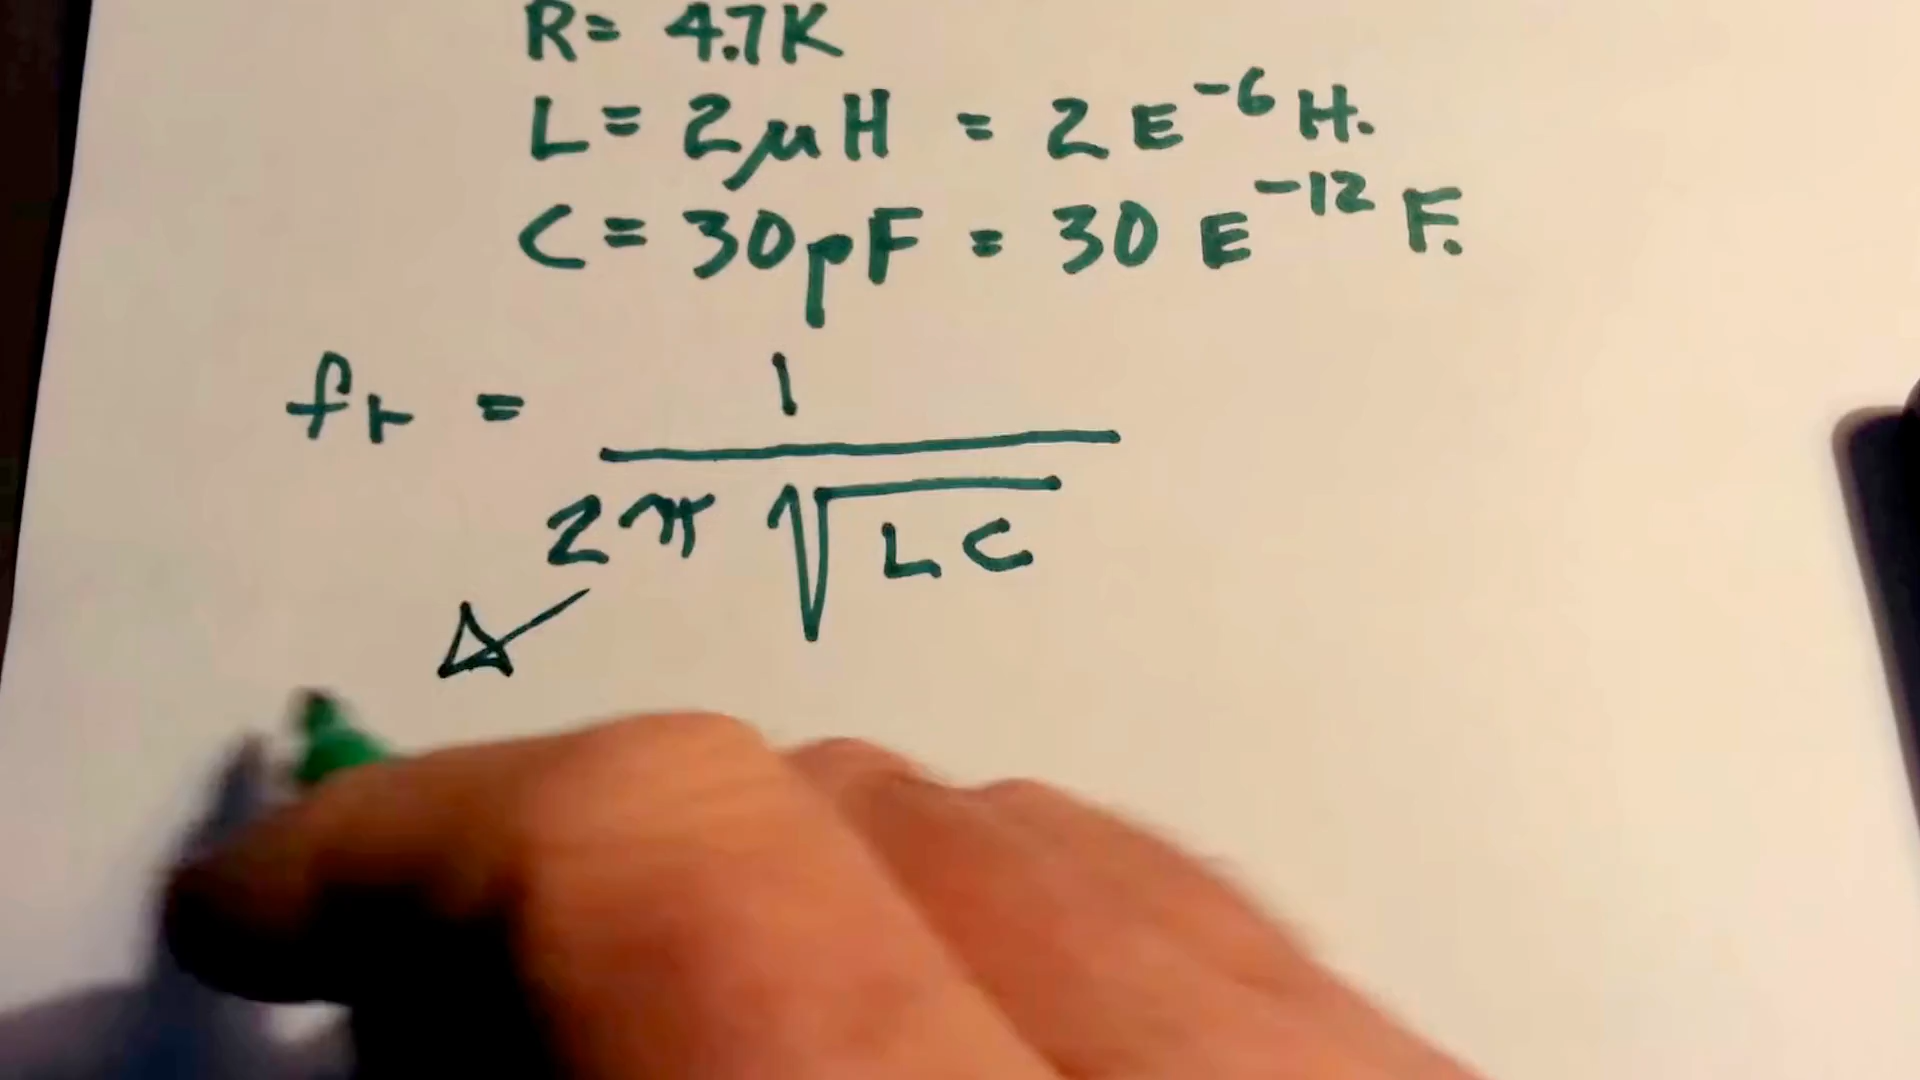 R= 4.7K
L= 2μH = 2 E⁻⁶ H.
C= 30pF = 30 E⁻¹² F.
fr = 1
2π √LC